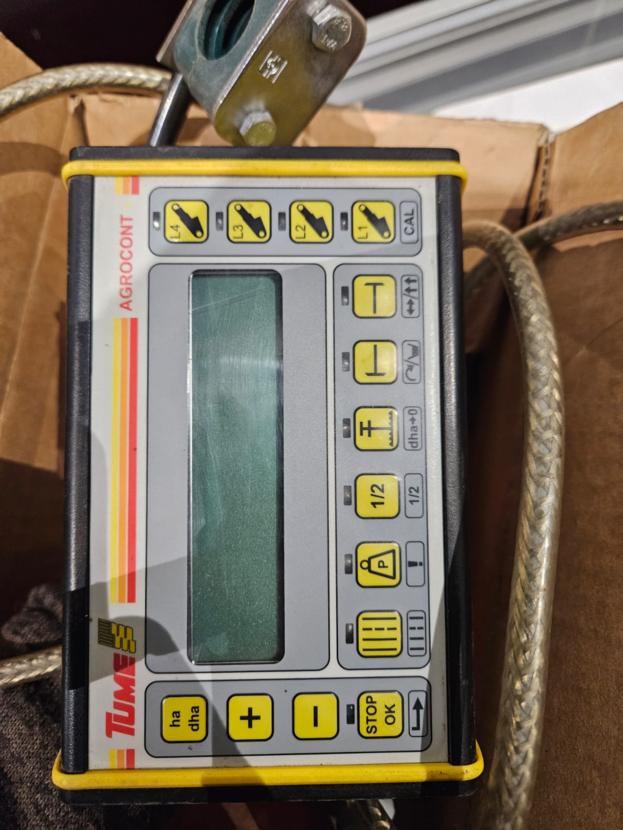 TUME AGROCONT
ha
dha
+
−
STOP
OK
P
1/2
!
1/2
dha→0
L4
L3
L2
L1
CAL